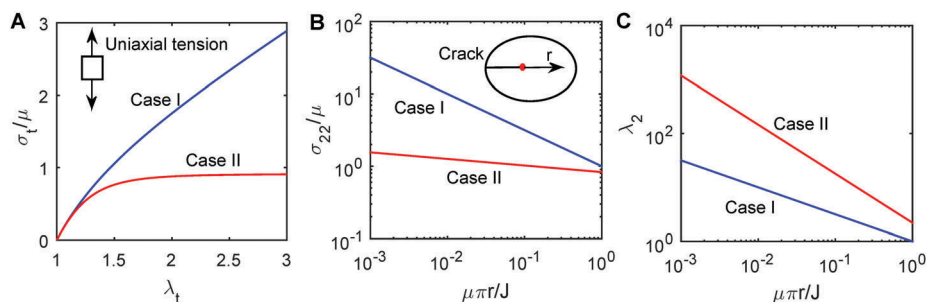 A
Uniaxial tension
Case I
Case II
σt/μ
3
2
1
0
1
1.5
2
2.5
3
λt
B
Crack
r
Case I
Case II
σ22/μ
10^2
10^1
10^0
10^-1
10^-3
10^-2
10^-1
10^0
μπr/J
C
Case II
Case I
λ2
10^4
10^2
10^0
10^-3
10^-2
10^-1
10^0
μπr/J